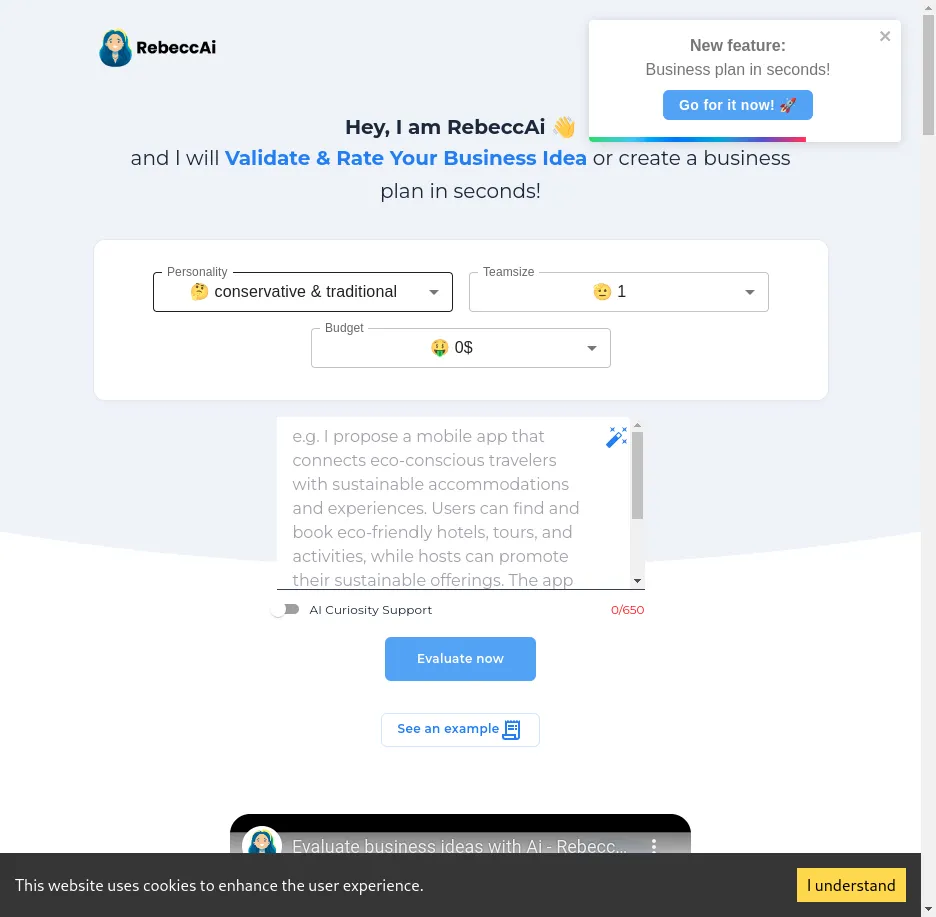 RebeccAi
New feature:
Business plan in seconds!
Go for it now! 🚀
Hey, I am RebeccAi 👋
and I will Validate & Rate Your Business Idea or create a business
plan in seconds!
Personality
🤔 conservative & traditional
Teamsize
😐 1
Budget
🤑 0$
e.g. I propose a mobile app that
connects eco-conscious travelers
with sustainable accommodations
and experiences. Users can find and
book eco-friendly hotels, tours, and
activities, while hosts can promote
their sustainable offerings. The app
AI Curiosity Support
0/650
Evaluate now
See an example
Evaluate business ideas with Ai - Rebecc...
This website uses cookies to enhance the user experience.
I understand